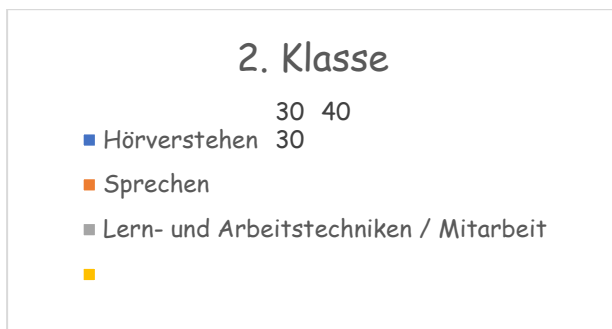 2. Klasse
30 40
Hörverstehen 30
Sprechen
Lern- und Arbeitstechniken / Mitarbeit